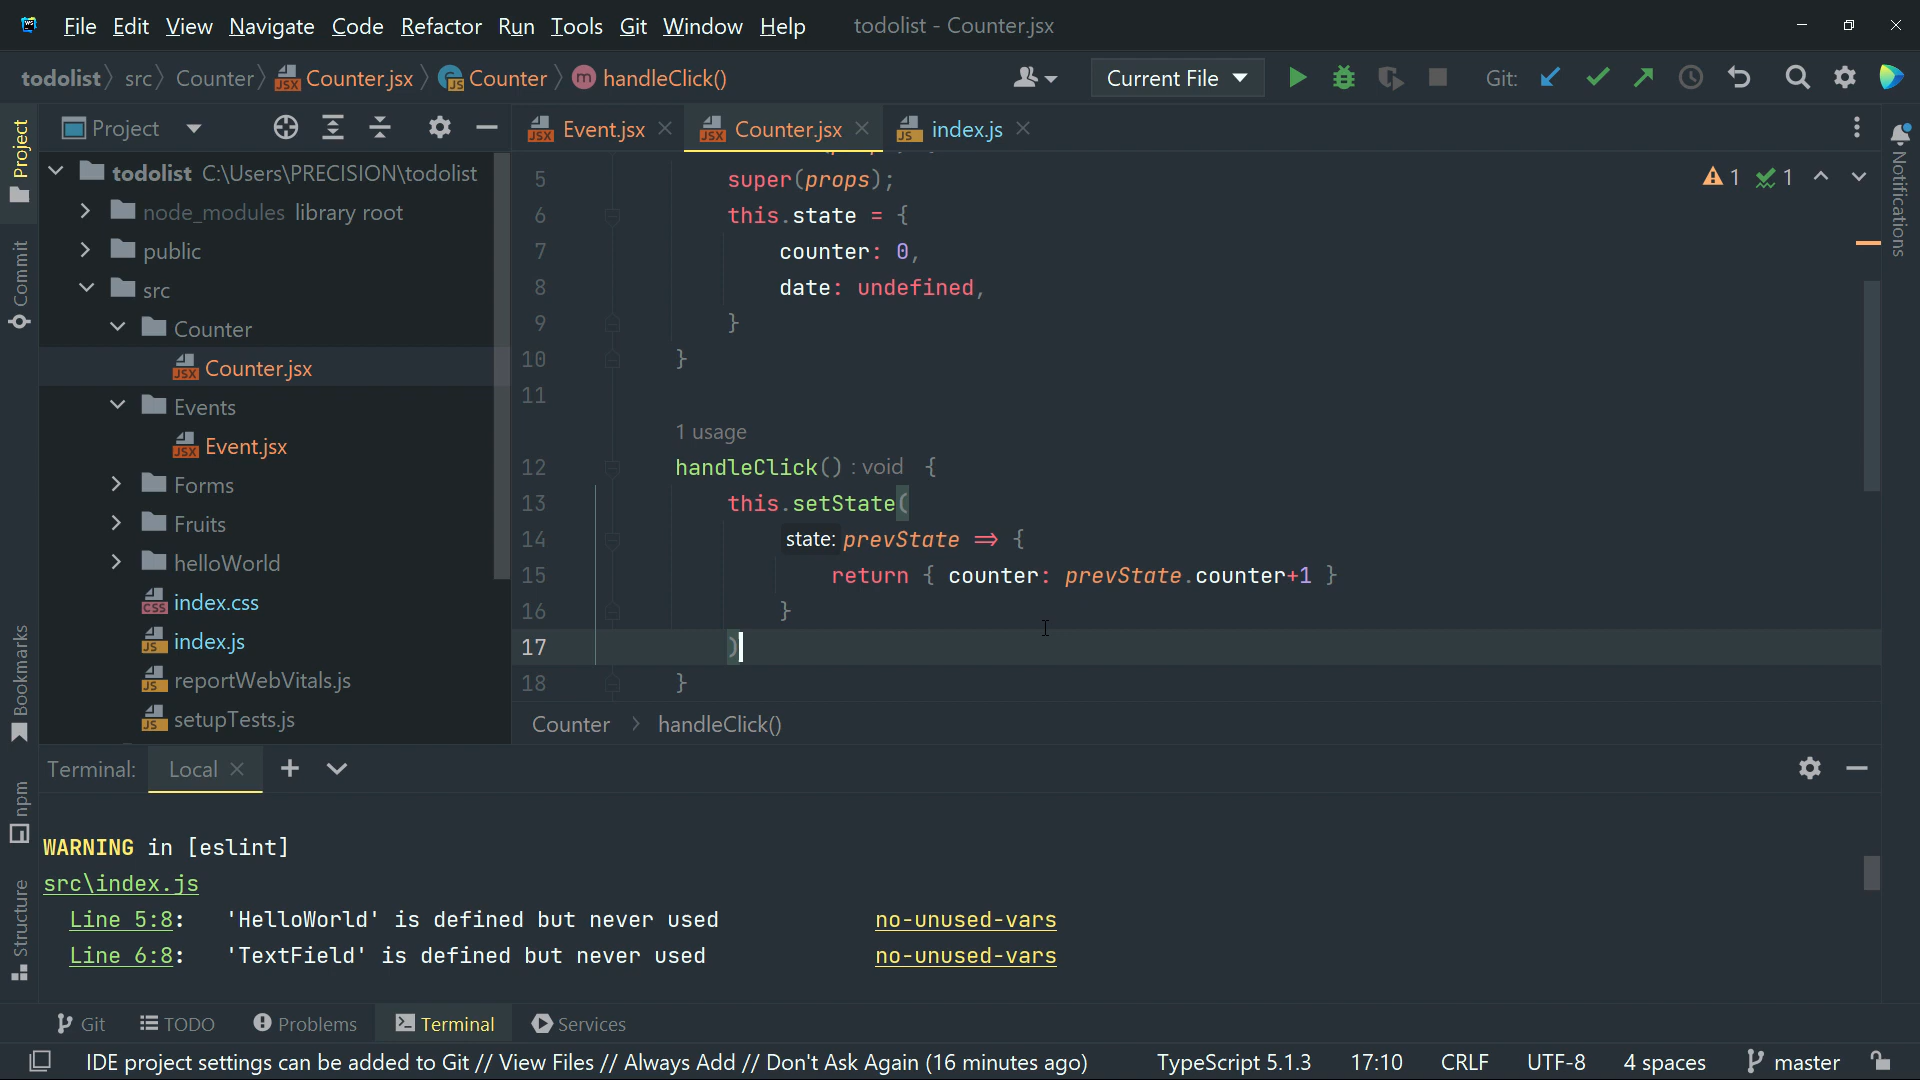 File Edit View Navigate Code Refactor Run Tools Git Window Help todolist - Counter.jsx
todolist src Counter Counter.jsx Counter handleClick() Current File Git:
Project Event.jsx Counter.jsx index.js
todolist C:\Users\PRECISION\todolist
node_modules library root
public
src
Counter
Counter.jsx
Events
Event.jsx
Forms
Fruits
helloWorld
index.css
index.js
reportWebVitals.js
setupTests.js
1 1
5 super(props);
6 this.state = {
7 counter: 0,
8 date: undefined,
9 }
10 }
11
1 usage
12 handleClick() : void {
13 this.setState(
14 state: prevState => {
15 return { counter: prevState.counter+1 }
16 }
17 )
18 }
Counter handleClick()
Project
Commit
Bookmarks
npm
Structure
Notifications
Terminal: Local
WARNING in [eslint]
src\index.js
Line 5:8: 'HelloWorld' is defined but never used no-unused-vars
Line 6:8: 'TextField' is defined but never used no-unused-vars
Git TODO Problems Terminal Services
IDE project settings can be added to Git // View Files // Always Add // Don't Ask Again (16 minutes ago) TypeScript 5.1.3 17:10 CRLF UTF-8 4 spaces master